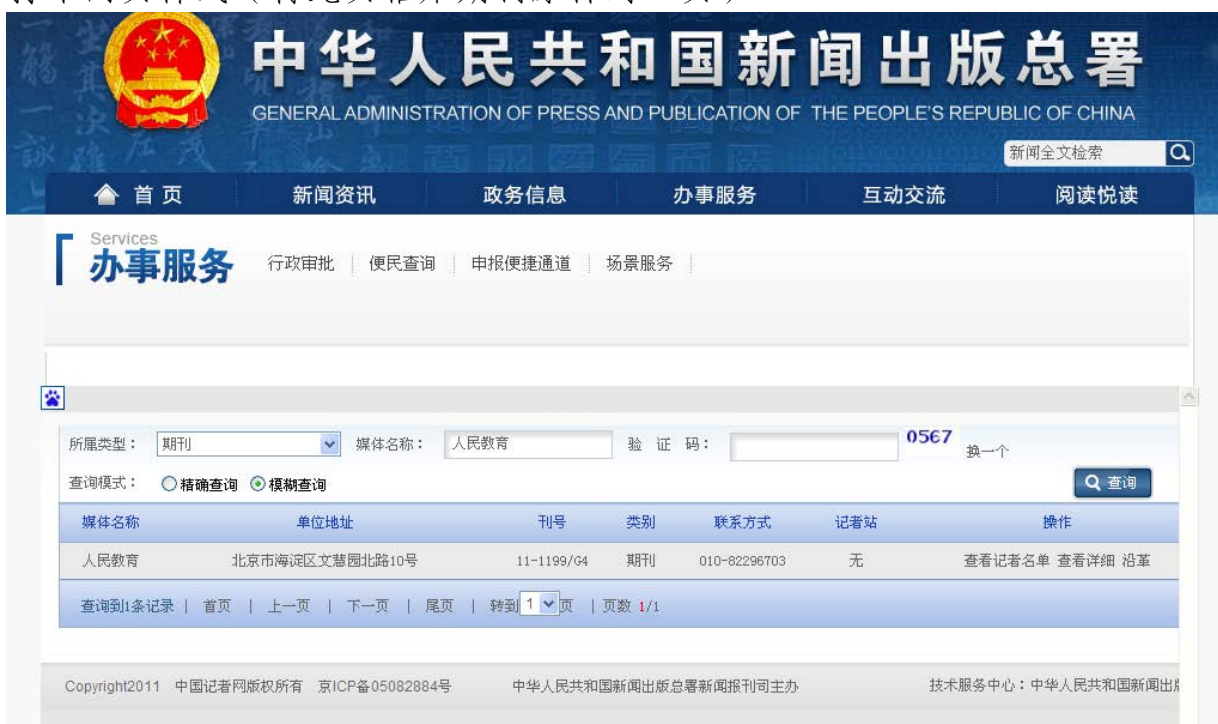 中华人民共和国新闻出版总署
GENERAL ADMINISTRATION OF PRESS AND PUBLICATION OF THE PEOPLE'S REPUBLIC OF CHINA
新闻全文检索
首页 新闻资讯 政务信息 办事服务 互动交流 阅读悦读
Services
办事服务 行政审批 | 便民查询 | 申报便捷通道 | 场景服务 |
所属类型： 期刊 媒体名称： 人民教育 验 证 码： 0567 换一个
查询模式： 精确查询 模糊查询 查询
媒体名称 单位地址 刊号 类别 联系方式 记者站 操作
人民教育 北京市海淀区文慧园北路10号 11-1199/G4 期刊 010-82296703 无 查看记者名单 查看详细 沿革
查询到1条记录 | 首页 | 上一页 | 下一页 | 尾页 | 转到 1 页 | 页数 1/1
Copyright2011 中国记者网版权所有 京ICP备05082884号 中华人民共和国新闻出版总署新闻报刊司主办 技术服务中心：中华人民共和国新闻出